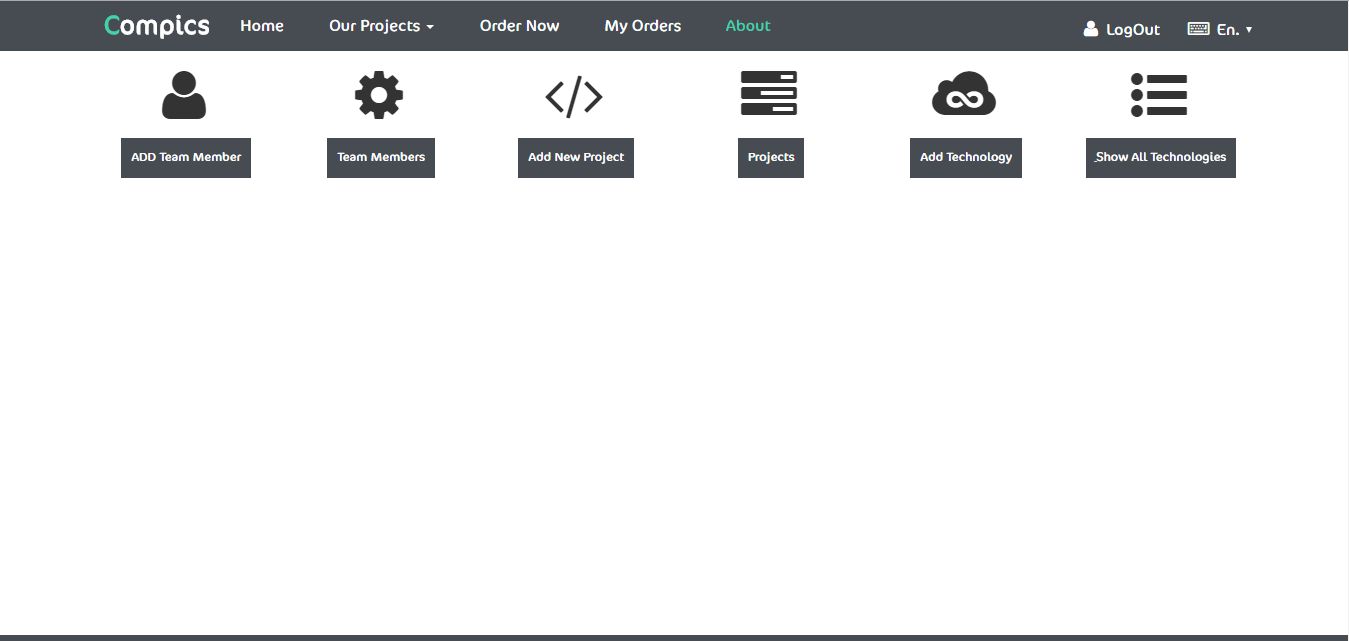 Compics Home Our Projects Order Now My Orders About LogOut En.
ADD Team Member Team Members Add New Project Projects Add Technology Show All Technologies